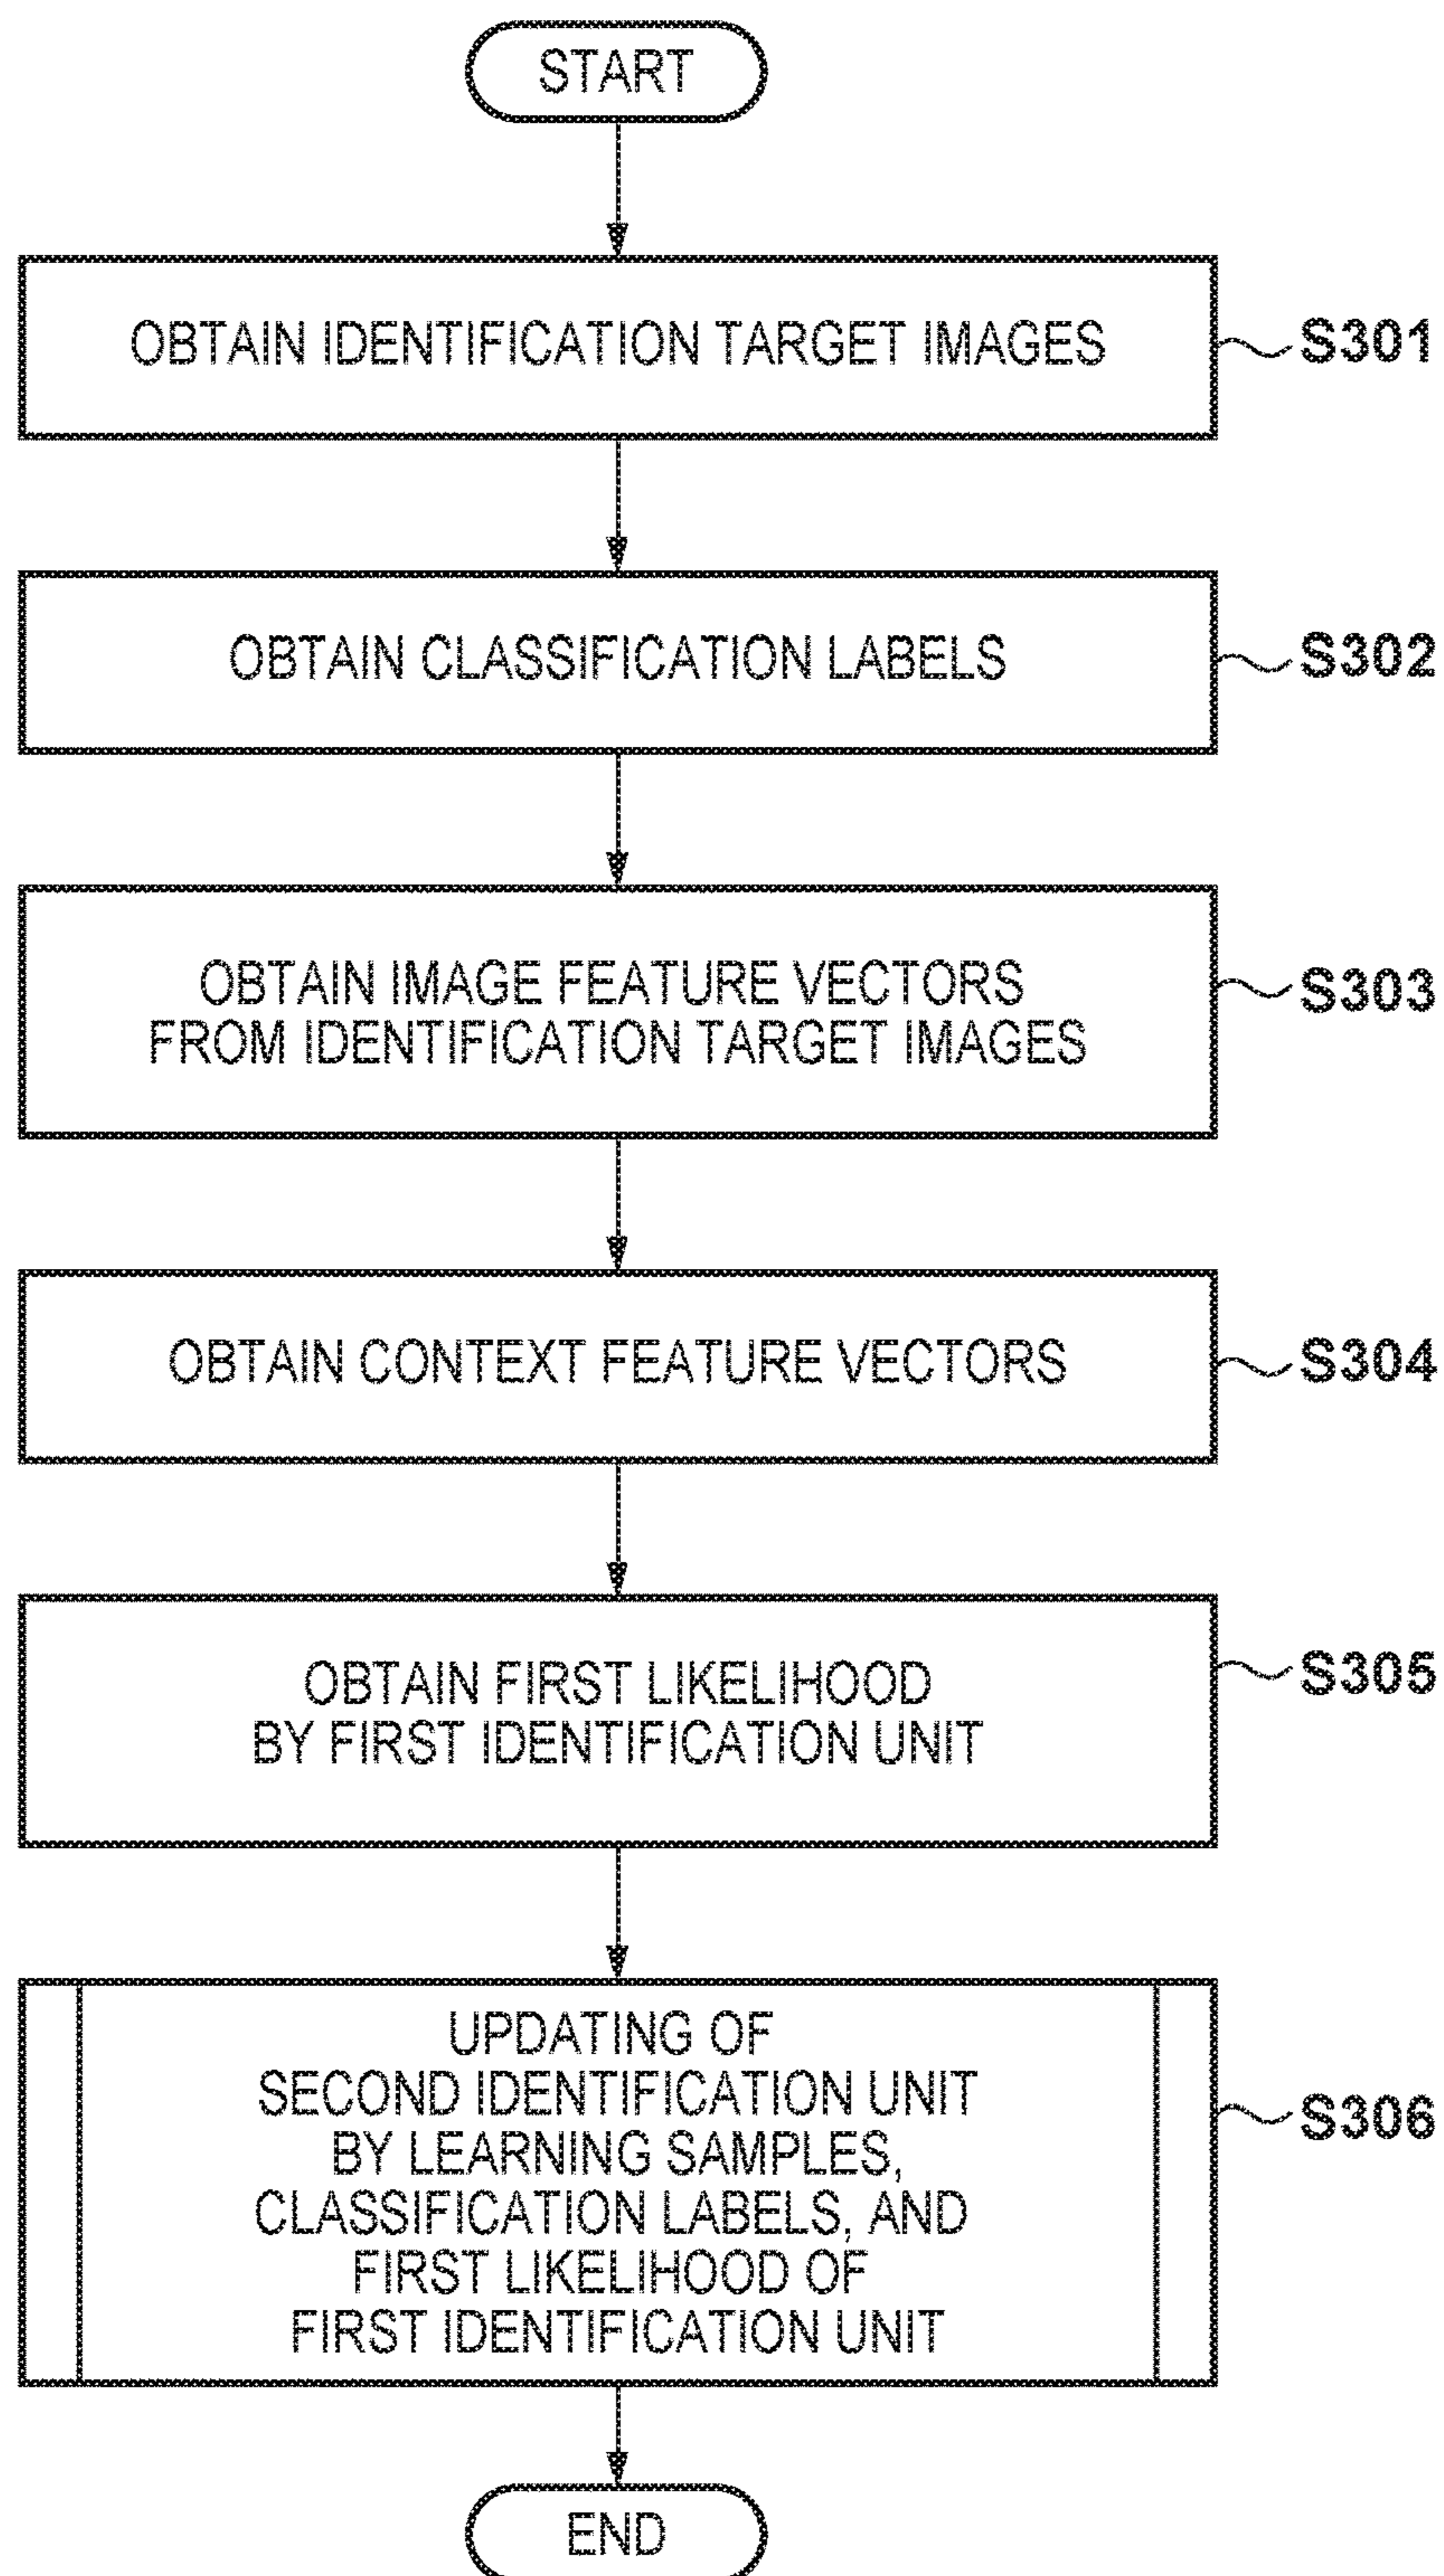 START
OBTAIN IDENTIFICATION TARGET IMAGES
S301
OBTAIN CLASSIFICATION LABELS
S302
OBTAIN IMAGE FEATURE VECTORS
FROM IDENTIFICATION TARGET IMAGES
S303
OBTAIN CONTEXT FEATURE VECTORS
S304
OBTAIN FIRST LIKELIHOOD
BY FIRST IDENTIFICATION UNIT
S305
UPDATING OF
SECOND IDENTIFICATION UNIT
BY LEARNING SAMPLES,
CLASSIFICATION LABELS, AND
FIRST LIKELIHOOD OF
FIRST IDENTIFICATION UNIT
S306
END